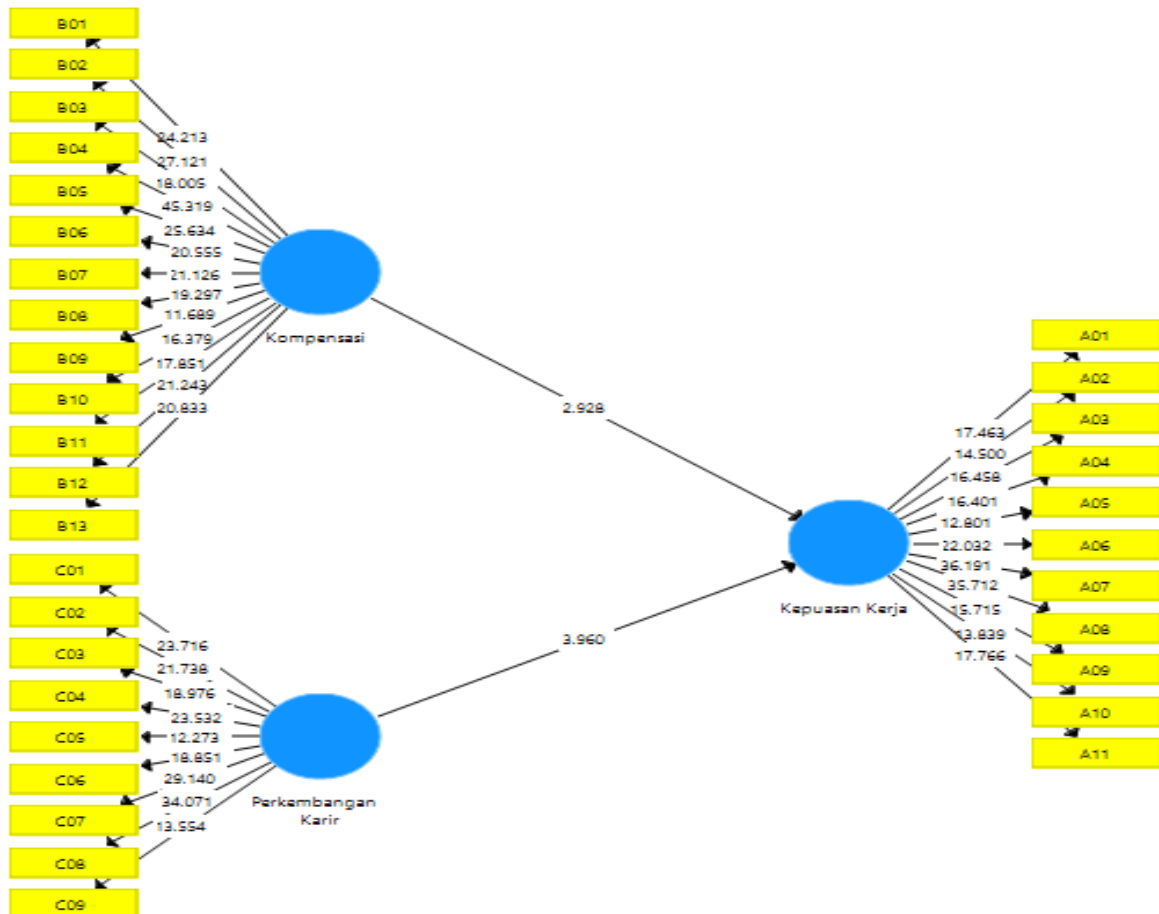 B01
B02
B03
B04
B05
B06
B07
B08
B09
B10
B11
B12
B13
24.213
27.121
18.005
45.319
25.634
20.555
21.126
19.297
11.689
16.379
17.851
21.243
20.833
Kompensasi
2.928
C01
C02
C03
C04
C05
C06
C07
C08
C09
23.716
21.738
18.976
23.532
12.273
18.851
29.140
34.071
13.554
Perkembangan
Karir
3.960
Kepuasan Kerja
17.463
14.500
16.458
16.401
12.801
22.032
36.191
35.712
15.715
13.839
17.766
A01
A02
A03
A04
A05
A06
A07
A08
A09
A10
A11